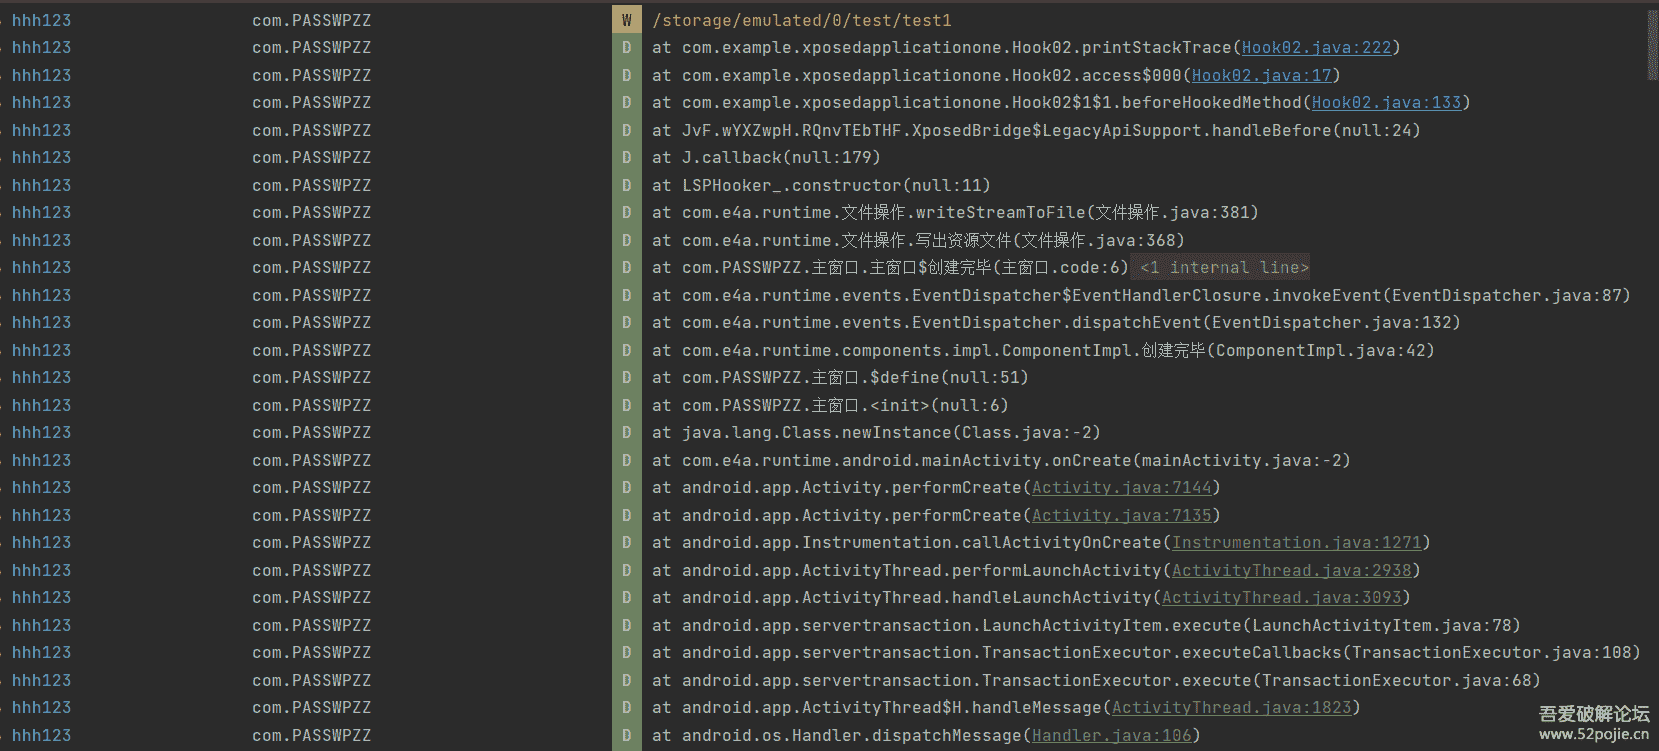 hhh123 com.PASSWPZZ W /storage/emulated/0/test/test1
hhh123 com.PASSWPZZ D at com.example.xposedapplicationone.Hook02.printStackTrace(Hook02.java:222)
hhh123 com.PASSWPZZ D at com.example.xposedapplicationone.Hook02.access$000(Hook02.java:17)
hhh123 com.PASSWPZZ D at com.example.xposedapplicationone.Hook02$1$1.beforeHookedMethod(Hook02.java:133)
hhh123 com.PASSWPZZ D at JvF.wYXZwpH.RQnvTEbTHF.XposedBridge$LegacyApiSupport.handleBefore(null:24)
hhh123 com.PASSWPZZ D at J.callback(null:179)
hhh123 com.PASSWPZZ D at LSPHooker_.constructor(null:11)
hhh123 com.PASSWPZZ D at com.e4a.runtime.文件操作.writeStreamToFile(文件操作.java:381)
hhh123 com.PASSWPZZ D at com.e4a.runtime.文件操作.写出资源文件(文件操作.java:368)
hhh123 com.PASSWPZZ D at com.PASSWPZZ.主窗口.主窗口$创建完毕(主窗口.code:6) <1 internal line>
hhh123 com.PASSWPZZ D at com.e4a.runtime.events.EventDispatcher$EventHandlerClosure.invokeEvent(EventDispatcher.java:87)
hhh123 com.PASSWPZZ D at com.e4a.runtime.events.EventDispatcher.dispatchEvent(EventDispatcher.java:132)
hhh123 com.PASSWPZZ D at com.e4a.runtime.components.impl.ComponentImpl.创建完毕(ComponentImpl.java:42)
hhh123 com.PASSWPZZ D at com.PASSWPZZ.主窗口.$define(null:51)
hhh123 com.PASSWPZZ D at com.PASSWPZZ.主窗口.<init>(null:6)
hhh123 com.PASSWPZZ D at java.lang.Class.newInstance(Class.java:-2)
hhh123 com.PASSWPZZ D at com.e4a.runtime.android.mainActivity.onCreate(mainActivity.java:-2)
hhh123 com.PASSWPZZ D at android.app.Activity.performCreate(Activity.java:7144)
hhh123 com.PASSWPZZ D at android.app.Activity.performCreate(Activity.java:7135)
hhh123 com.PASSWPZZ D at android.app.Instrumentation.callActivityOnCreate(Instrumentation.java:1271)
hhh123 com.PASSWPZZ D at android.app.ActivityThread.performLaunchActivity(ActivityThread.java:2938)
hhh123 com.PASSWPZZ D at android.app.ActivityThread.handleLaunchActivity(ActivityThread.java:3093)
hhh123 com.PASSWPZZ D at android.app.servertransaction.LaunchActivityItem.execute(LaunchActivityItem.java:78)
hhh123 com.PASSWPZZ D at android.app.servertransaction.TransactionExecutor.executeCallbacks(TransactionExecutor.java:108)
hhh123 com.PASSWPZZ D at android.app.servertransaction.TransactionExecutor.execute(TransactionExecutor.java:68)
hhh123 com.PASSWPZZ D at android.app.ActivityThread$H.handleMessage(ActivityThread.java:1823)
hhh123 com.PASSWPZZ D at android.os.Handler.dispatchMessage(Handler.java:106)
吾爱破解论坛
www.52pojie.cn